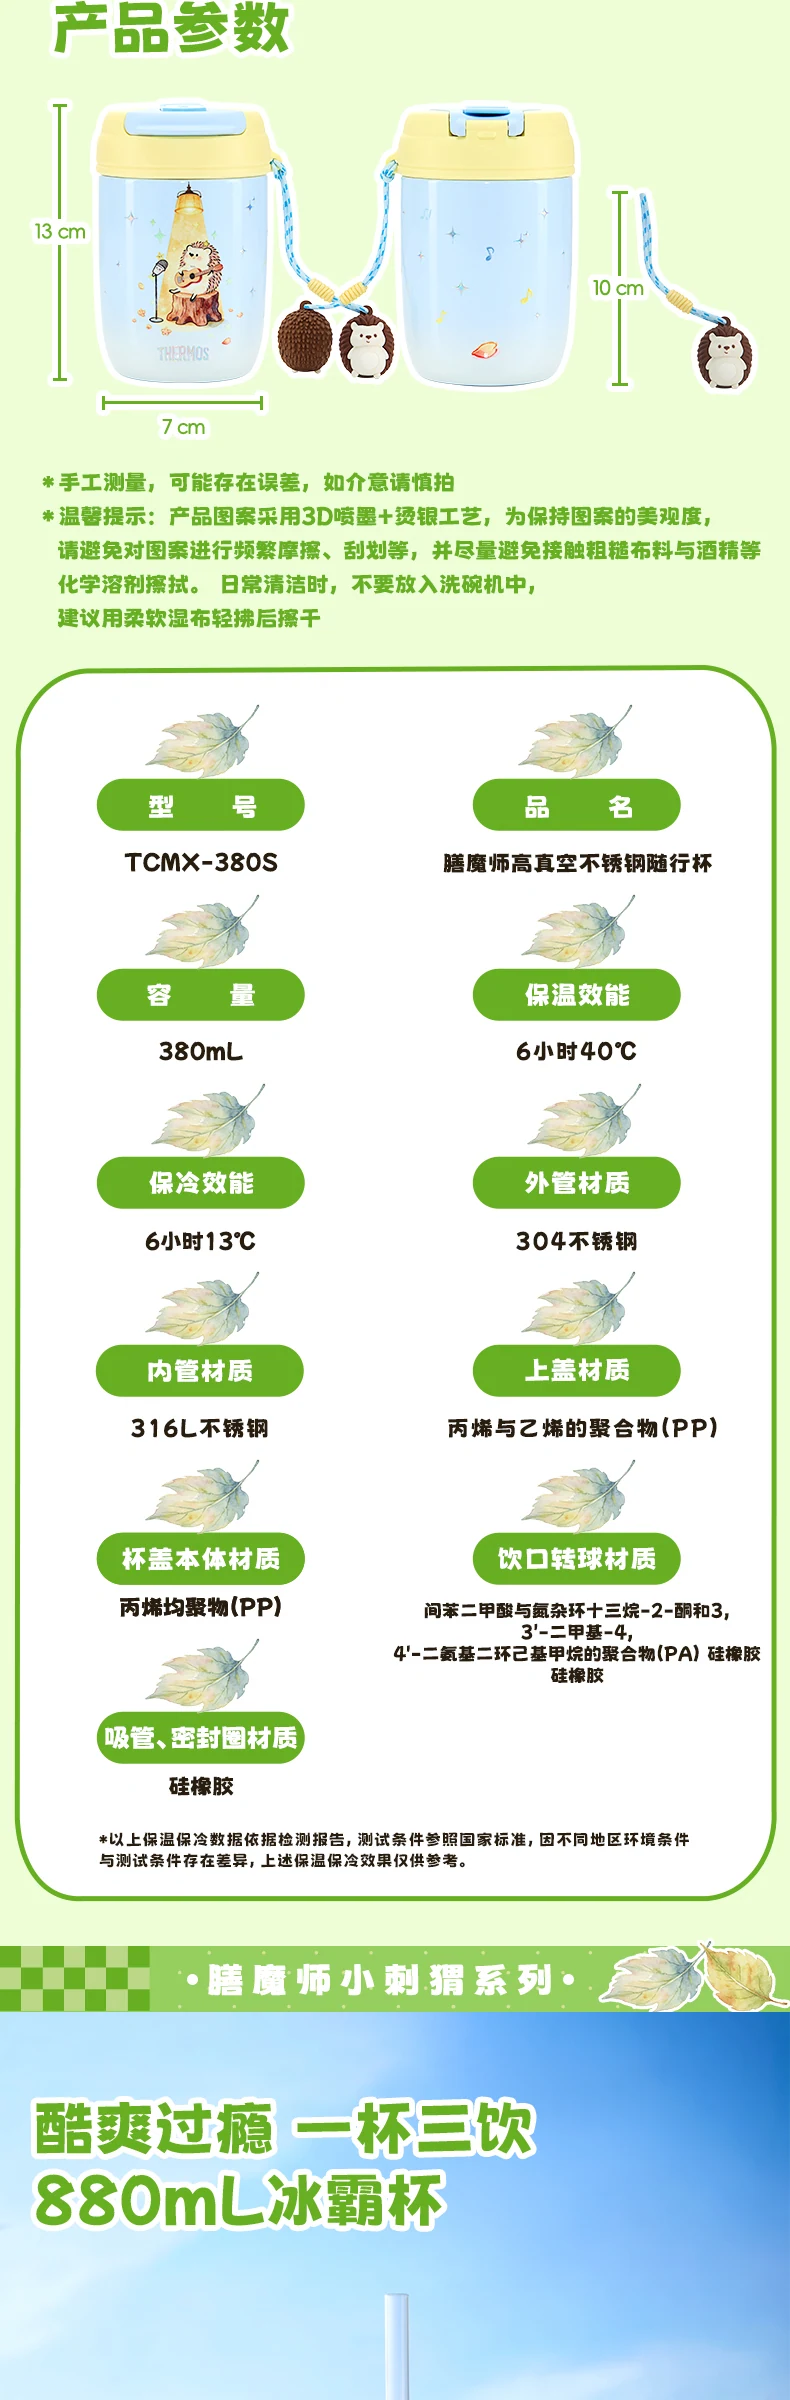 产品参数
13 cm
THERMOS
7 cm
10 cm
*手工测量，可能存在误差，如介意请慎拍
*温馨提示：产品图案采用3D喷墨+烫银工艺，为保持图案的美观度，
请避免对图案进行频繁摩擦、刮划等，并尽量避免接触粗糙布料与酒精等
化学溶剂擦拭。 日常清洁时，不要放入洗碗机中，
建议用柔软湿布轻拂后擦干
型 号
品 名
TCMX-380S
膳魔师高真空不锈钢随行杯
容 量
保温效能
380mL
6小时40℃
保冷效能
外管材质
6小时13℃
304不锈钢
内管材质
上盖材质
316L不锈钢
丙烯与乙烯的聚合物(PP)
杯盖本体材质
饮口转球材质
丙烯均聚物(PP)
间苯二甲酸与氮杂环十三烷-2-酮和3,
3'-二甲基-4,
4'-二氨基二环己基甲烷的聚合物(PA) 硅橡胶
硅橡胶
吸管、密封圈材质
硅橡胶
*以上保温保冷数据依据检测报告，测试条件参照国家标准，因不同地区环境条件
与测试条件存在差异，上述保温保冷效果仅供参考。
•膳魔师小刺猬系列•
酷爽过瘾 一杯三饮
880mL冰霸杯